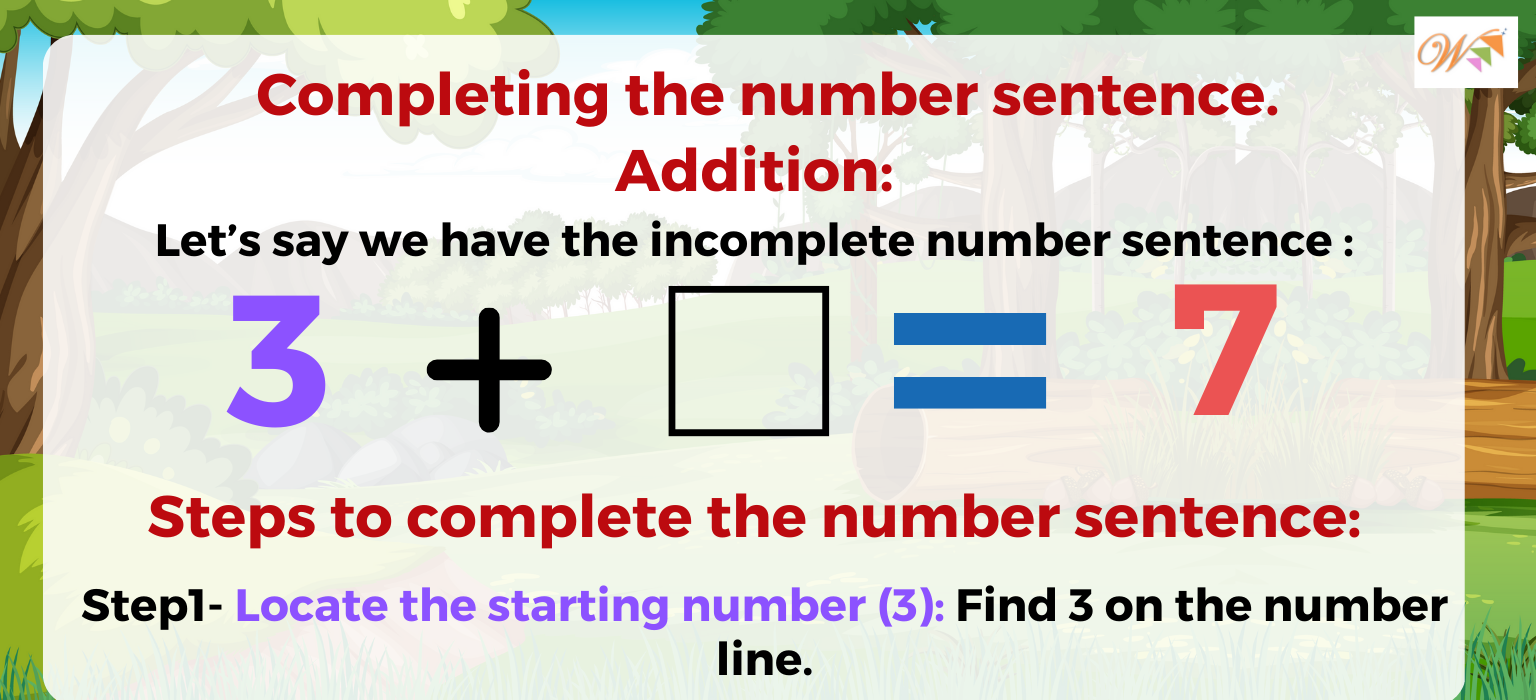 Completing the number sentence.
Addition:
Let’s say we have the incomplete number sentence :
3 + = 7
Steps to complete the number sentence:
Step1- Locate the starting number (3): Find 3 on the number
line.
W